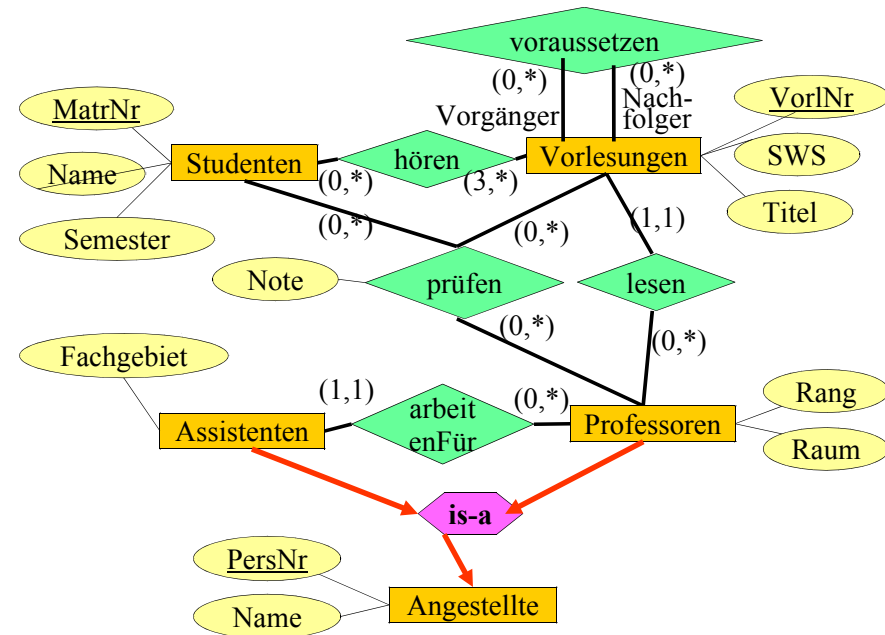 voraussetzen
(0,*)
(0,*)
Vorgänger
Nach-
folger
MatrNr
Name
Semester
Studenten
(0,*)
hören
(3,*)
Vorlesungen
VorlNr
SWS
Titel
(0,*)
(0,*)
(1,1)
Note
prüfen
lesen
(0,*)
(0,*)
Fachgebiet
(1,1)
(0,*)
Assistenten
arbeit
enFür
Professoren
Rang
Raum
is-a
PersNr
Name
Angestellte